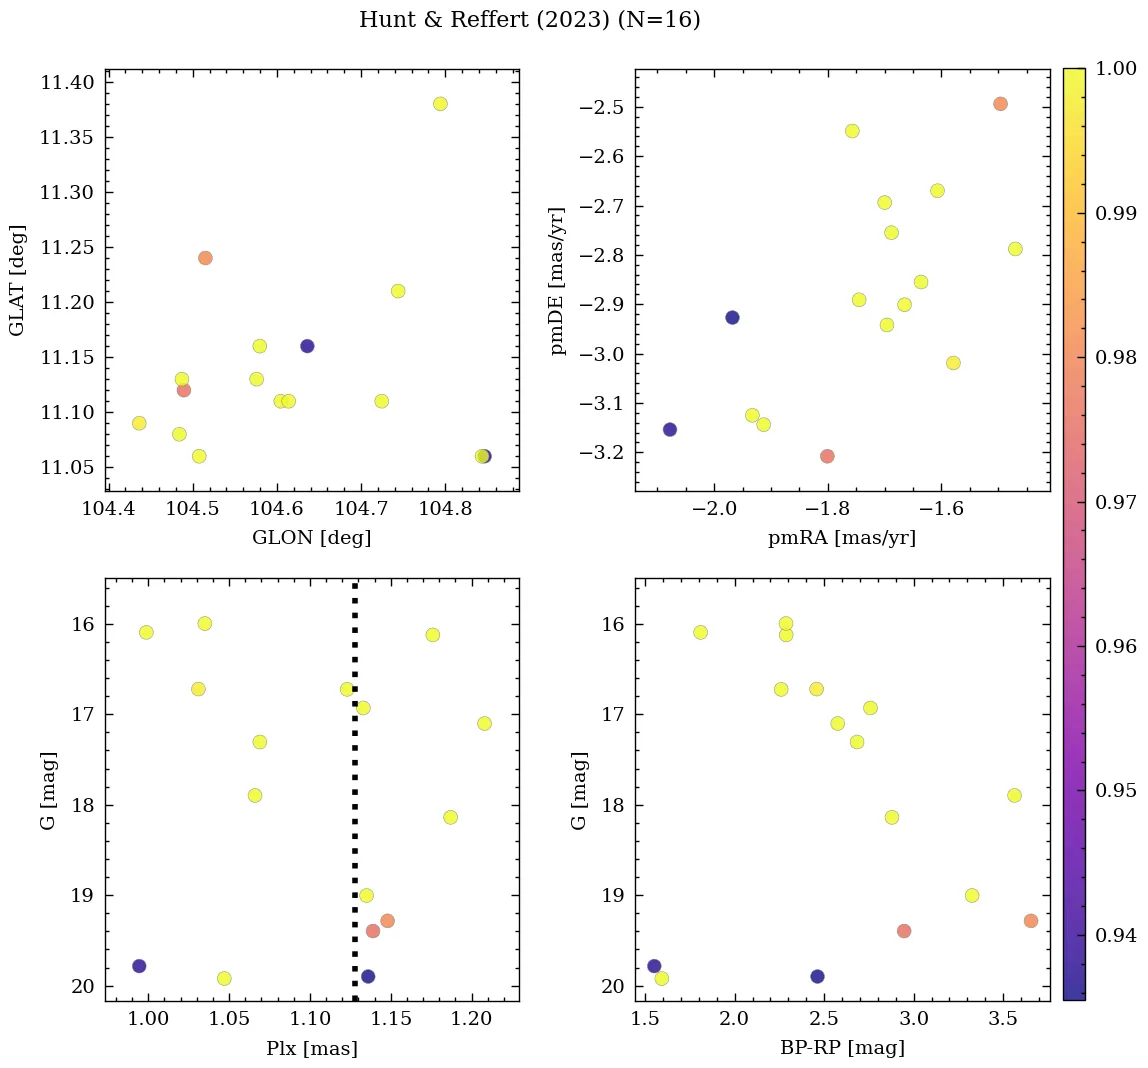 Hunt & Reffert (2023) (N=16)
11.40
11.35
11.30
11.25
11.20
11.15
11.10
11.05
GLAT [deg]
104.4 104.5 104.6 104.7 104.8
GLON [deg]
−2.5
−2.6
−2.7
−2.8
−2.9
−3.0
−3.1
−3.2
pmDE [mas/yr]
−2.0 −1.8 −1.6
pmRA [mas/yr]
1.00
0.99
0.98
0.97
0.96
0.95
0.94
16
17
18
19
20
G [mag]
1.00 1.05 1.10 1.15 1.20
Plx [mas]
16
17
18
19
20
G [mag]
1.5 2.0 2.5 3.0 3.5
BP-RP [mag]